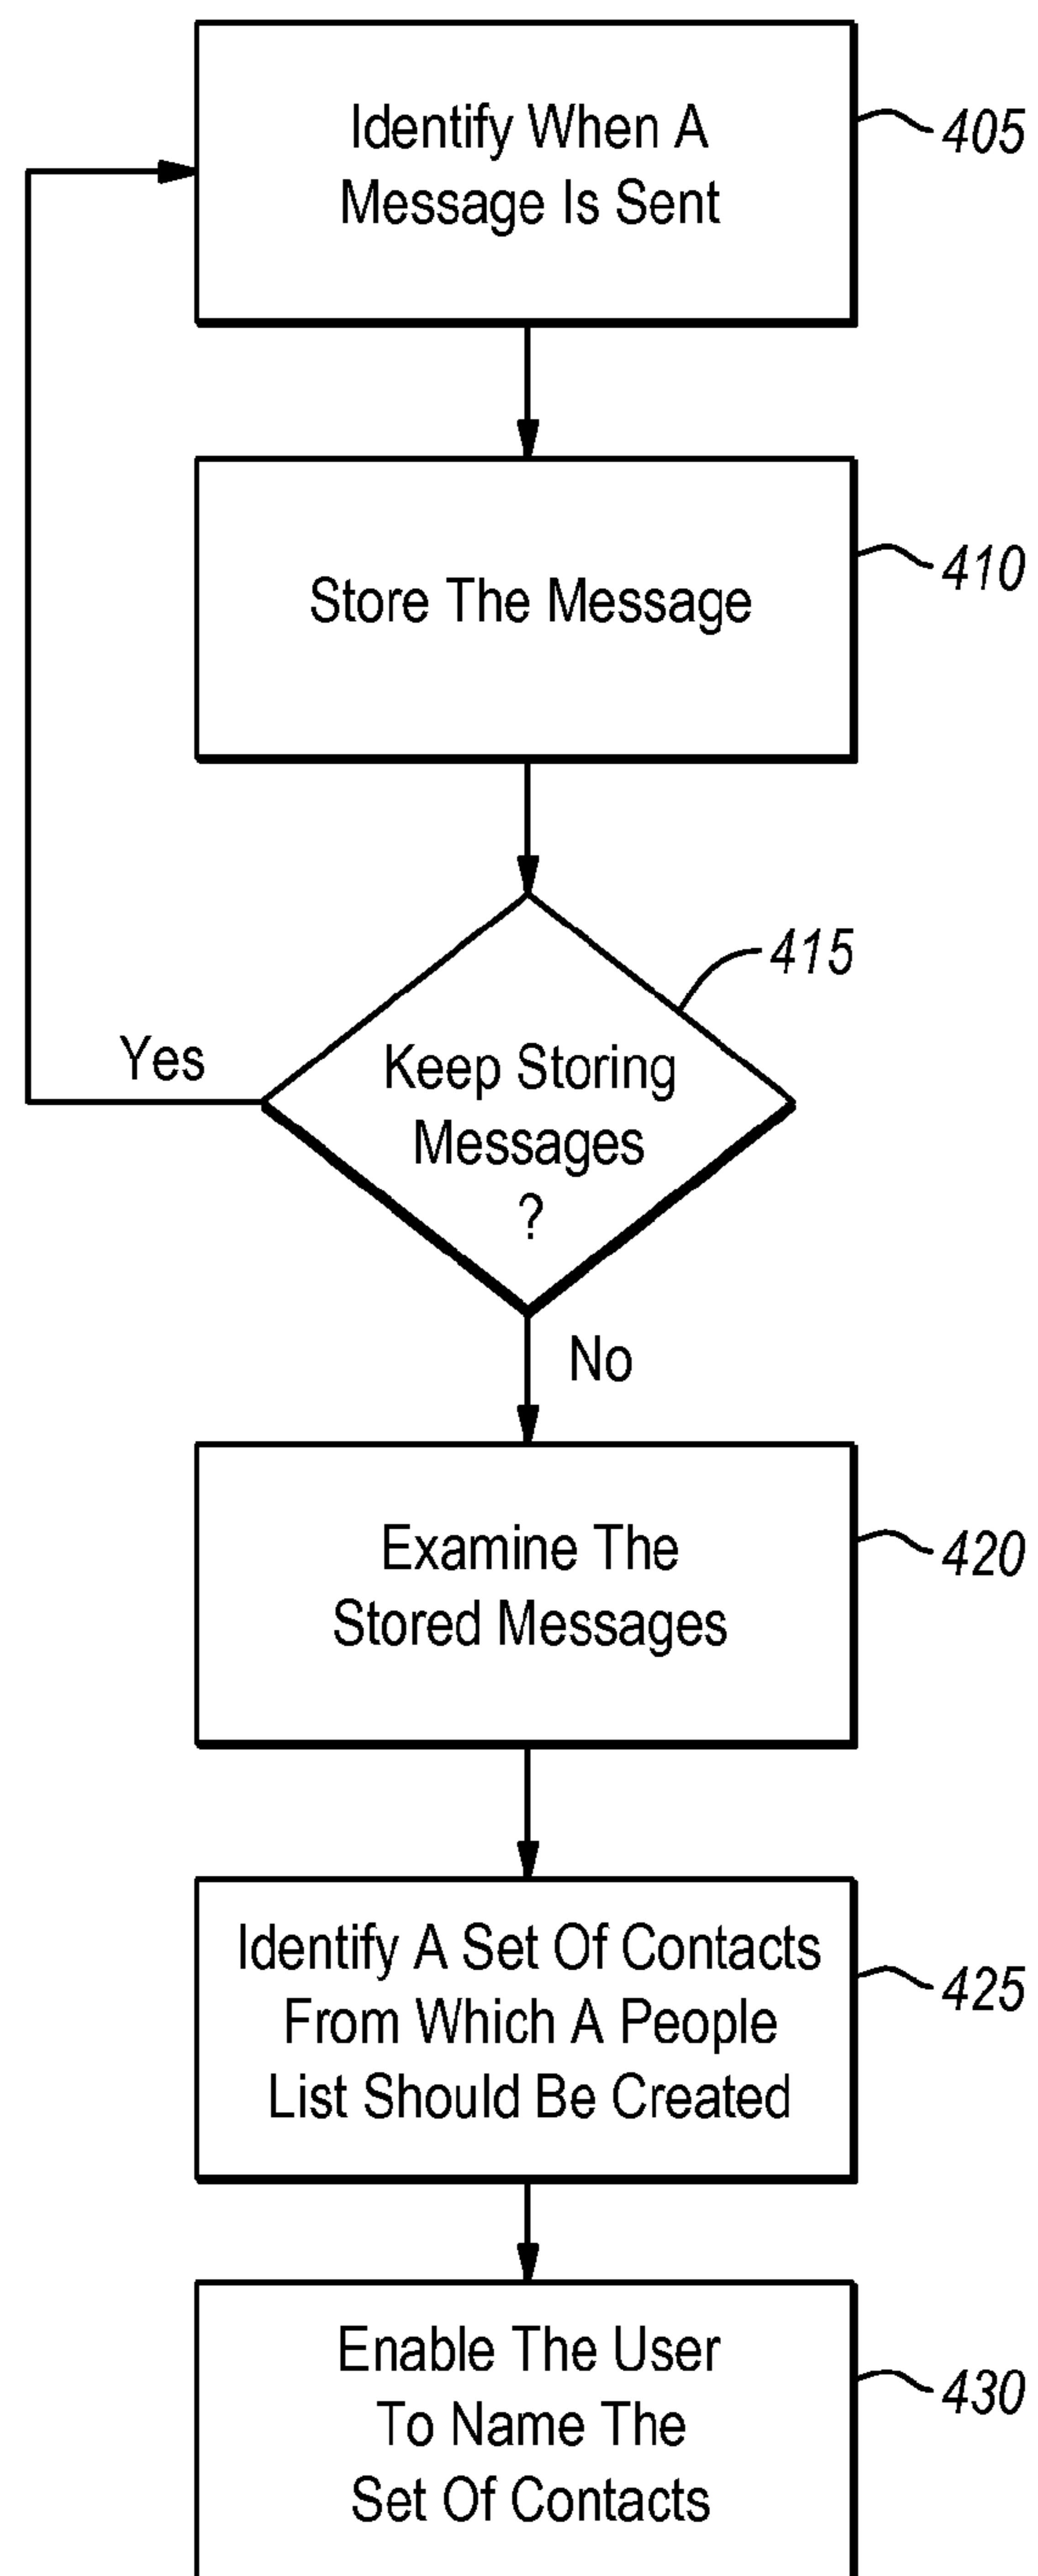 Identify When A
Message Is Sent
405
Store The Message
410
415
Yes
Keep Storing
Messages
?
No
Examine The
Stored Messages
420
Identify A Set Of Contacts
From Which A People
List Should Be Created
425
Enable The User
To Name The
Set Of Contacts
430